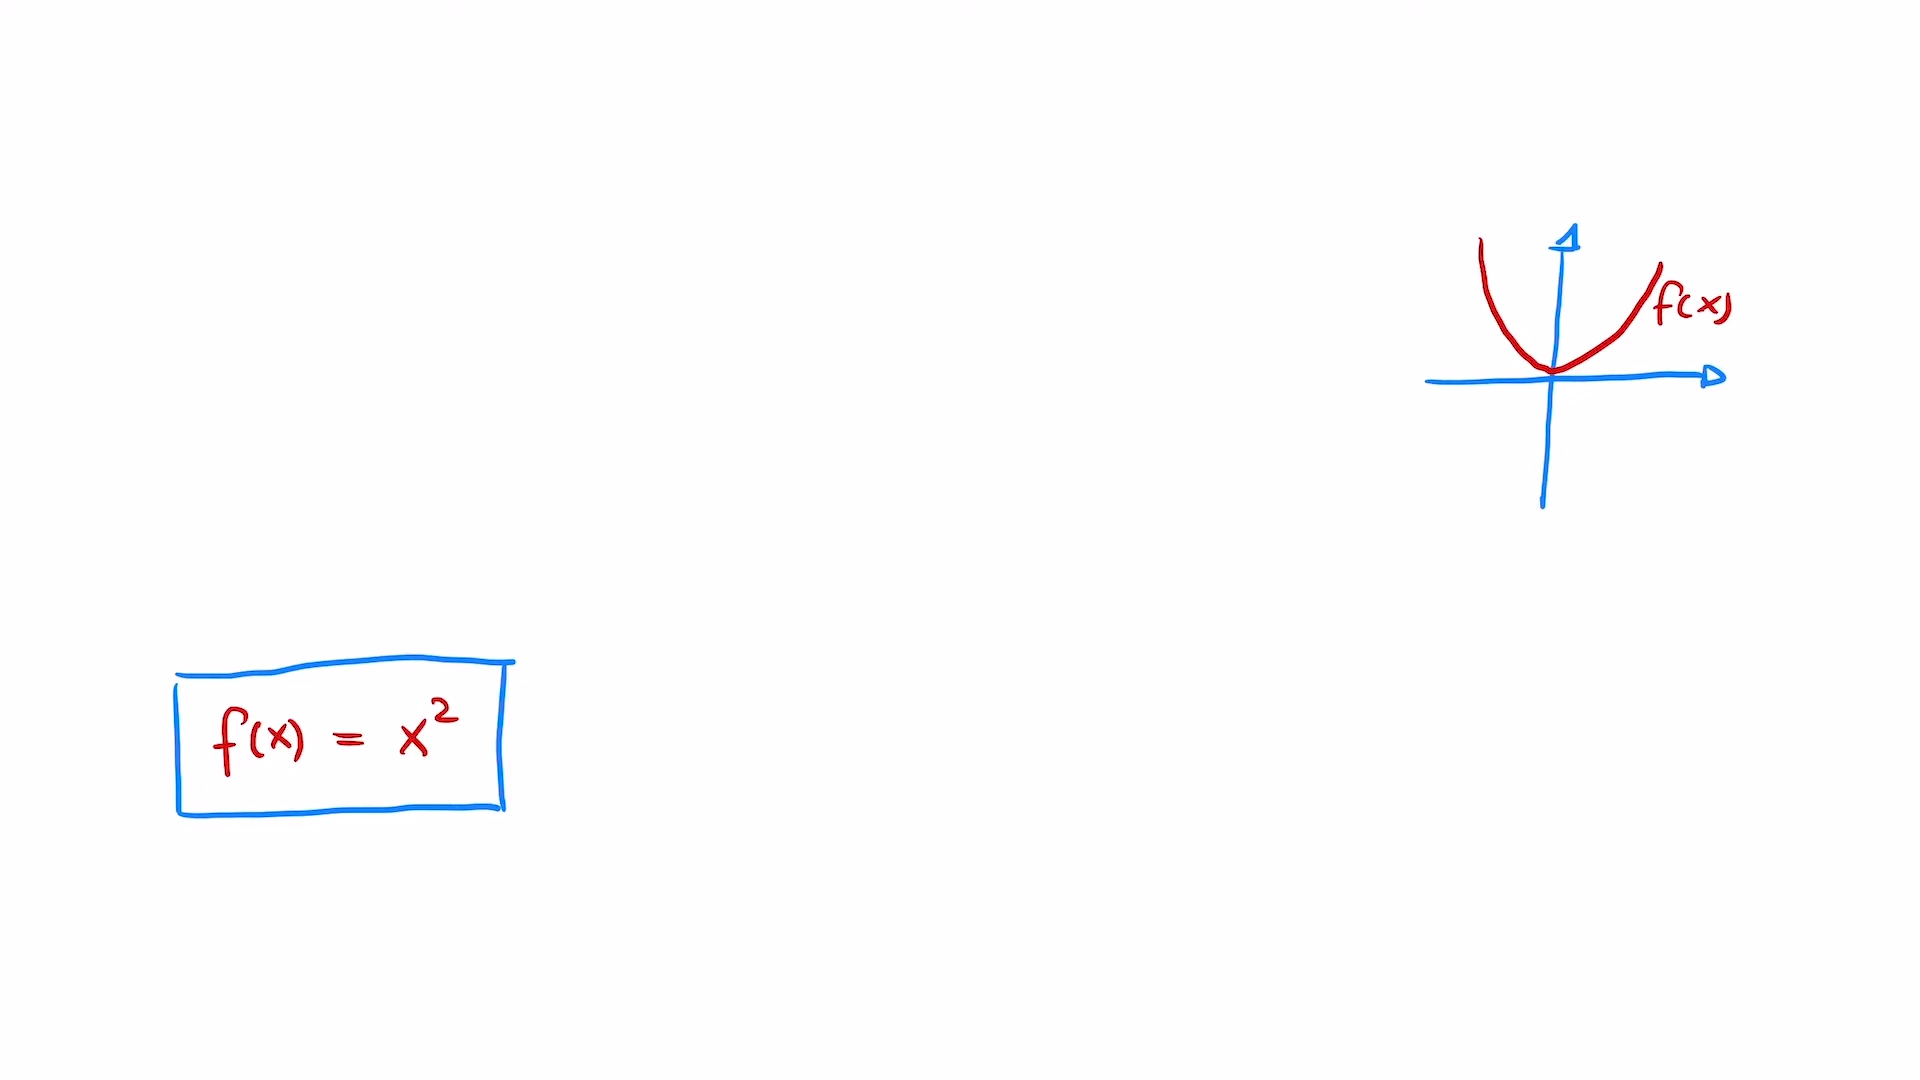 f(x)
f(x) = x²